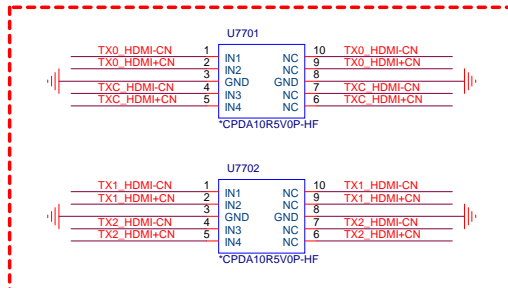 U7701
TX0_HDMI-CN 1 IN1 NC 10 TX0_HDMI-CN
TX0_HDMI+CN 2 IN2 NC 9 TX0_HDMI+CN
3 GND GND 8
TXC_HDMI-CN 4 IN3 NC 7 TXC_HDMI-CN
TXC_HDMI+CN 5 IN4 NC 6 TXC_HDMI+CN
*CPDA10R5V0P-HF
U7702
TX1_HDMI-CN 1 IN1 NC 10 TX1_HDMI-CN
TX1_HDMI+CN 2 IN2 NC 9 TX1_HDMI+CN
3 GND GND 8
TX2_HDMI-CN 4 IN3 NC 7 TX2_HDMI-CN
TX2_HDMI+CN 5 IN4 NC 6 TX2_HDMI+CN
*CPDA10R5V0P-HF